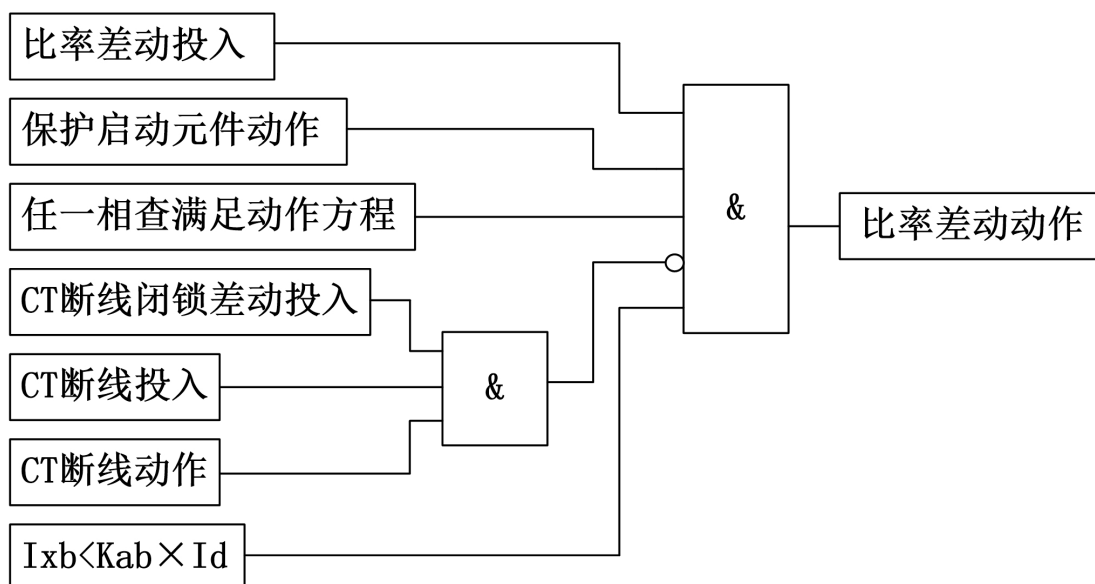 比率差动投入
保护启动元件动作
任一相查满足动作方程
&
比率差动动作
CT断线闭锁差动投入
CT断线投入
&
CT断线动作
Ixb<Kab×Id